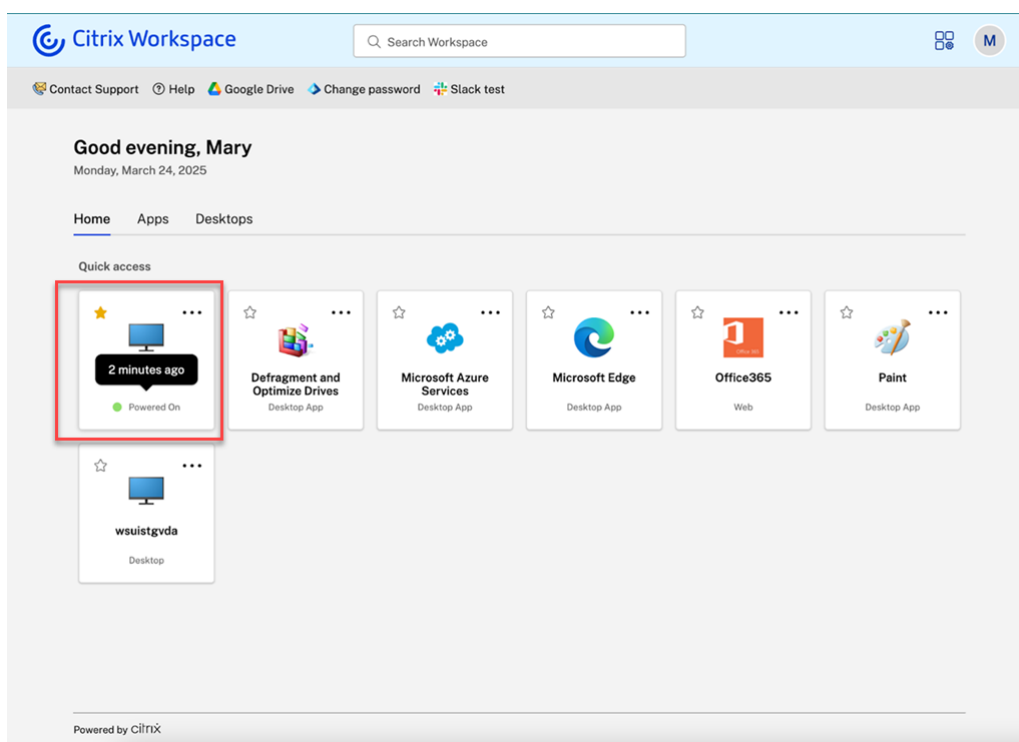 Citrix Workspace
Search Workspace
M
Contact Support Help Google Drive Change password Slack test
Good evening, Mary
Monday, March 24, 2025
Home Apps Desktops
Quick access
2 minutes ago
Powered On
Defragment and
Optimize Drives
Desktop App
Microsoft Azure
Services
Desktop App
Microsoft Edge
Desktop App
Office 365
Office365
Web
Paint
Desktop App
wsuistgvda
Desktop
Powered by citrix